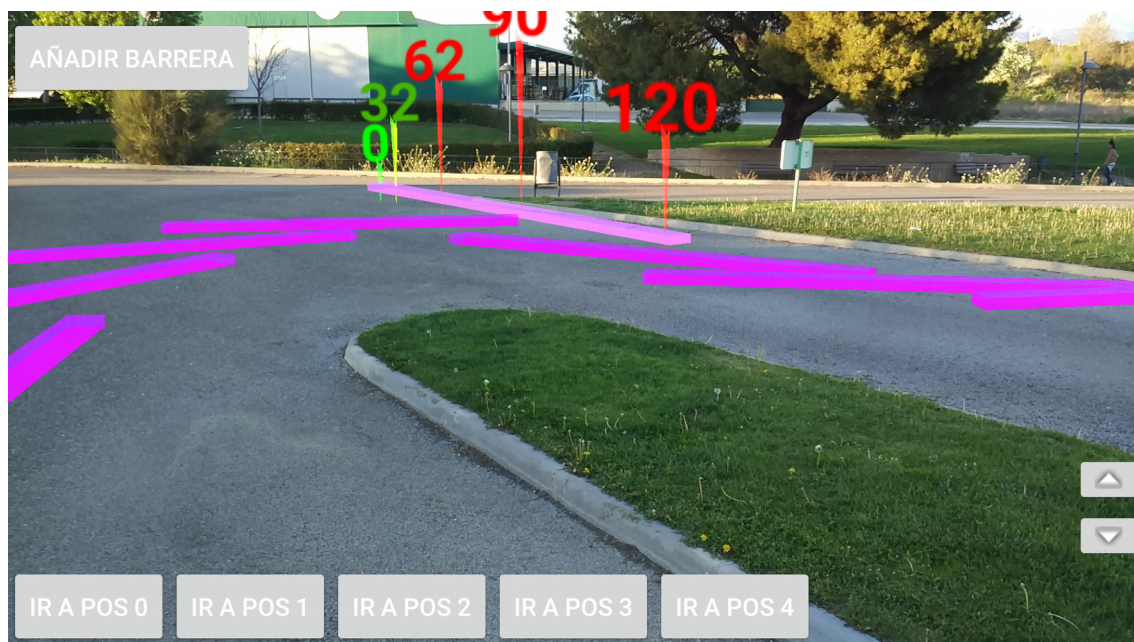 AÑADIR BARRERA
90
62
32
120
0
IR A POS 0
IR A POS 1
IR A POS 2
IR A POS 3
IR A POS 4